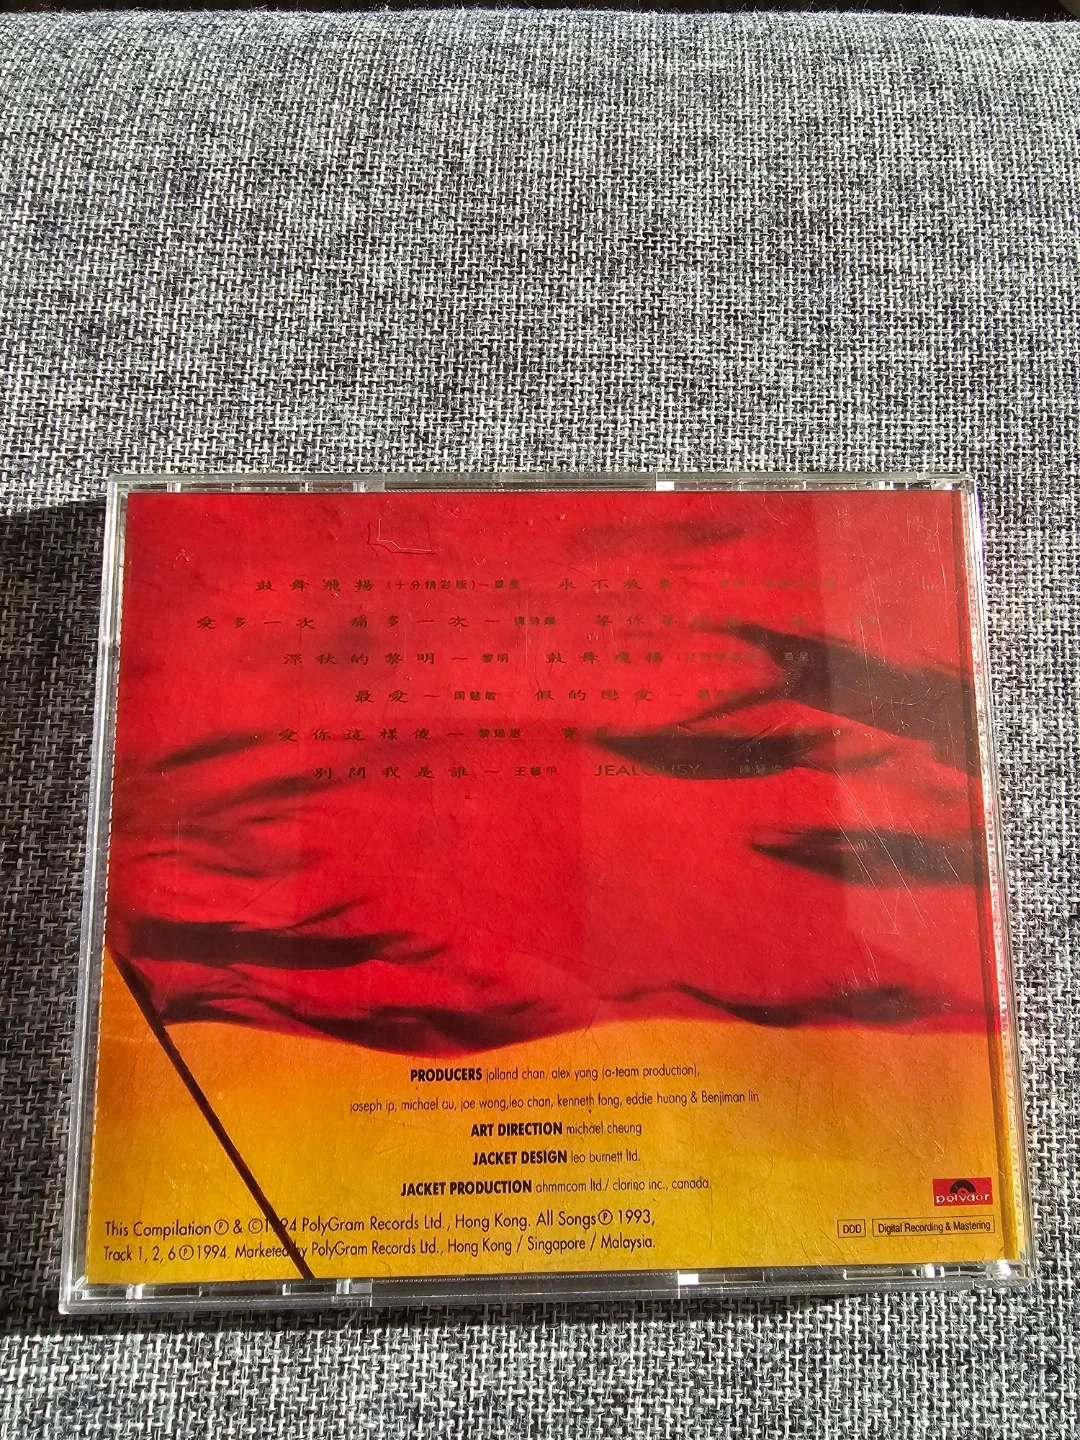 鼓舞飛揚(十分精彩版)~羣星 永不放棄~
愛多一次 痛多一次~ 等你等
深秋的黎明~黎明 鼓舞飛揚 羣星
最愛~周慧敏 假的戀愛~
愛你這樣傻~黎瑞恩 寶
別問我是誰~王馨平 JEALOUSY
PRODUCERS jolland chan, alex yang (a-team production),
joseph ip, michael au, joe wong,leo chan, kenneth fong, eddie huang & Benjiman lin
ART DIRECTION michael cheung
JACKET DESIGN leo burnett ltd.
JACKET PRODUCTION ahmmcom ltd./ clarino inc., canada.
polydor
This Compilation Ⓟ & © 1994 PolyGram Records Ltd., Hong Kong. All Songs Ⓟ 1993,
Track 1, 2, 6 Ⓟ 1994. Marketed by PolyGram Records Ltd., Hong Kong / Singapore / Malaysia.
DDD Digital Recording & Mastering